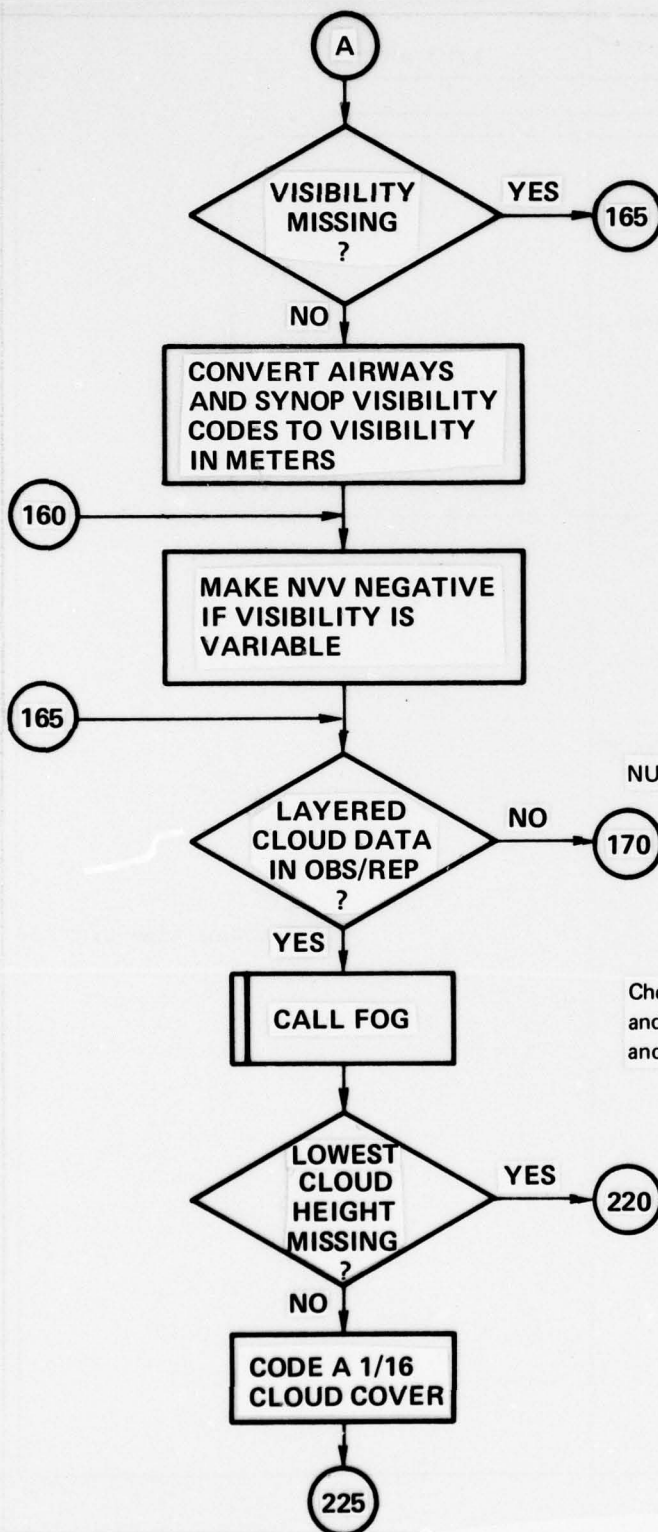 A
VISIBILITY
MISSING
?
YES
165
NO
CONVERT AIRWAYS
AND SYNOP VISIBILITY
CODES TO VISIBILITY
IN METERS
160
MAKE NVV NEGATIVE
IF VISIBILITY IS
VARIABLE
165
LAYERED
CLOUD DATA
IN OBS/REP
?
NO
170
YES
CALL FOG
LOWEST
CLOUD
HEIGHT
MISSING
?
YES
220
NO
CODE A 1/16
CLOUD COVER
225